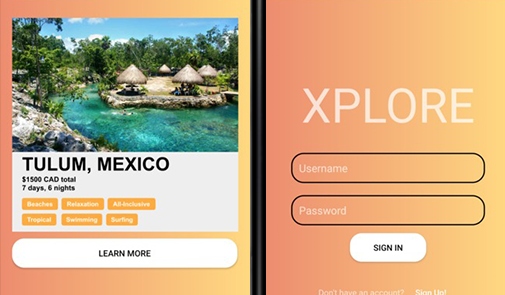 TULUM, MEXICO
$1500 CAD total
7 days, 6 nights
Beaches Relaxation All-Inclusive
Tropical Swimming Surfing
LEARN MORE
XPLORE
Username
Password
SIGN IN
Don't have an account? Sign Up!